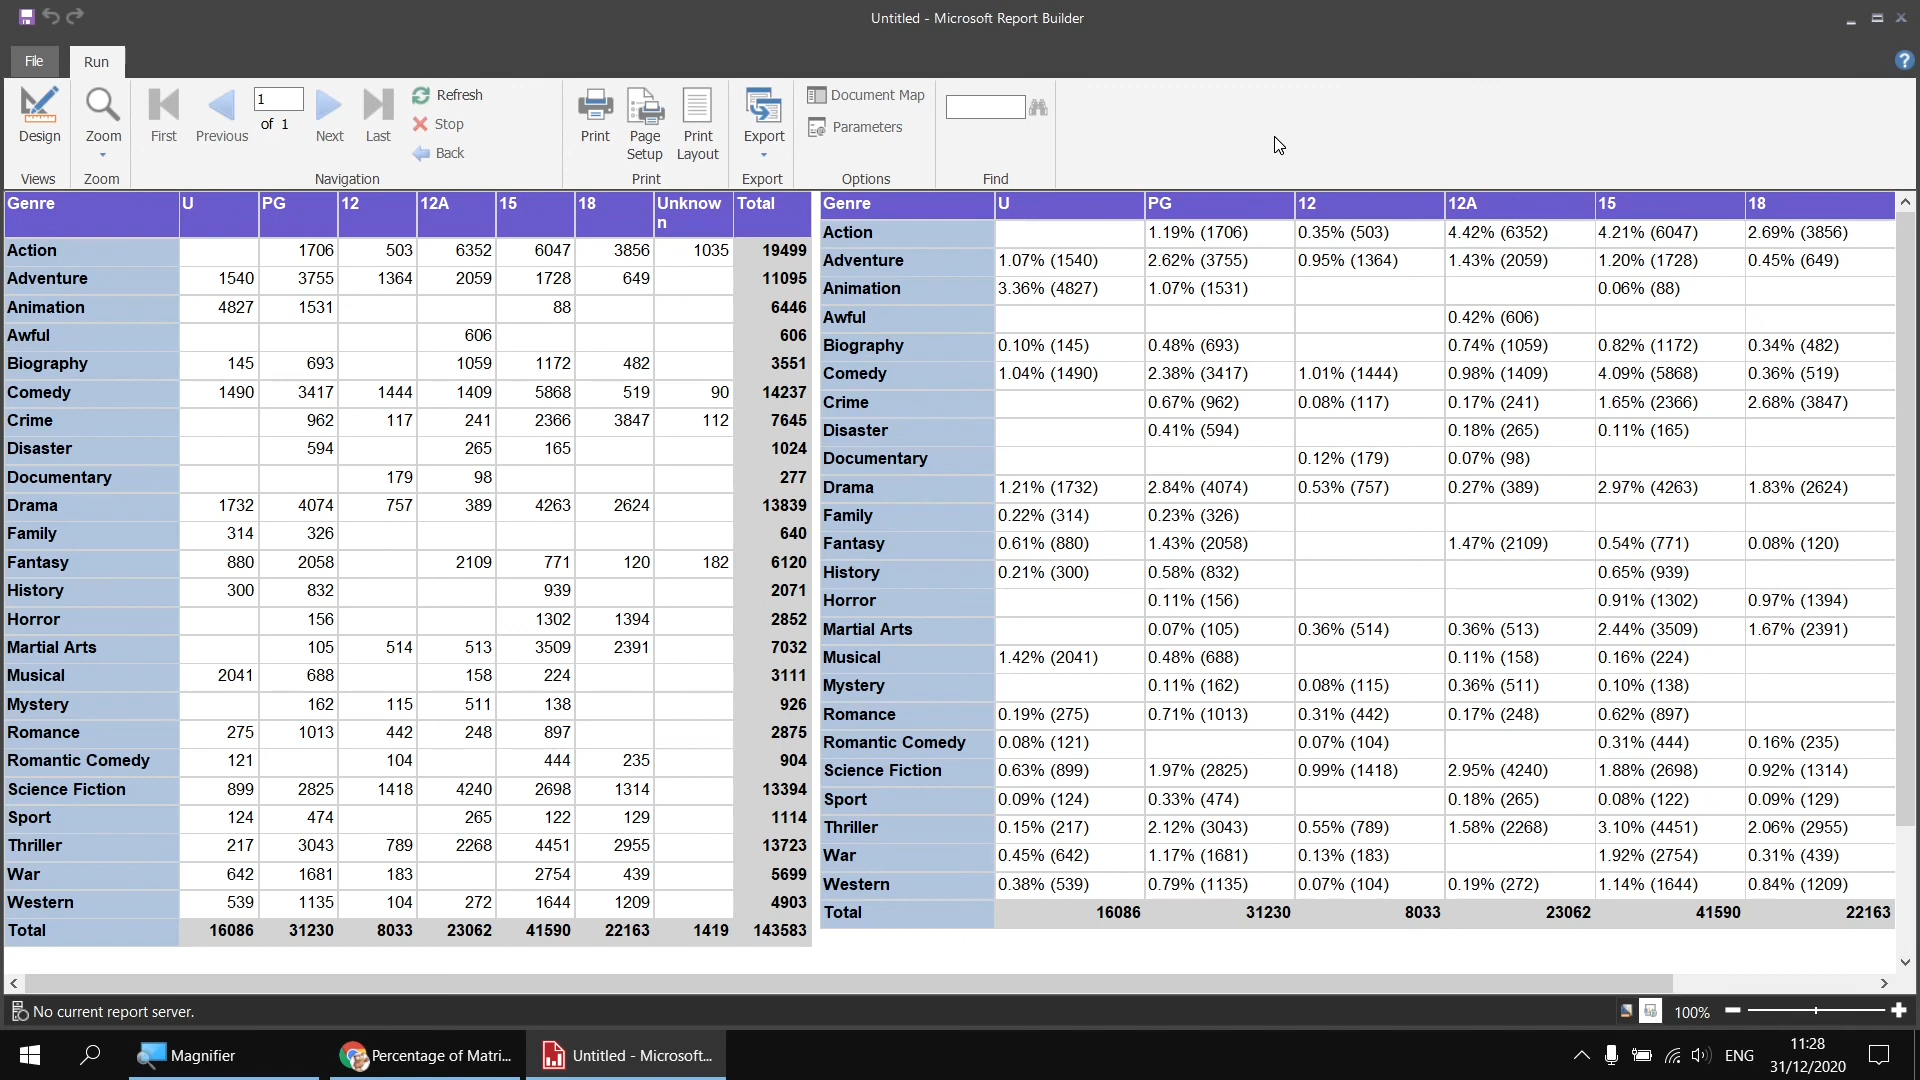 Untitled - Microsoft Report Builder
File
Run
?
Design
Zoom
First
Previous
1
of 1
Next
Last
Refresh
Stop
Back
Print
Page Setup
Print Layout
Export
Document Map
Parameters
Views
Zoom
Navigation
Print
Export
Options
Find
Genre U PG 12 12A 15 18 Unknow
n Total
Action 1706 503 6352 6047 3856 1035 19499
Adventure 1540 3755 1364 2059 1728 649 11095
Animation 4827 1531 88 6446
Awful 606 606
Biography 145 693 1059 1172 482 3551
Comedy 1490 3417 1444 1409 5868 519 90 14237
Crime 962 117 241 2366 3847 112 7645
Disaster 594 265 165 1024
Documentary 179 98 277
Drama 1732 4074 757 389 4263 2624 13839
Family 314 326 640
Fantasy 880 2058 2109 771 120 182 6120
History 300 832 939 2071
Horror 156 1302 1394 2852
Martial Arts 105 514 513 3509 2391 7032
Musical 2041 688 158 224 3111
Mystery 162 115 511 138 926
Romance 275 1013 442 248 897 2875
Romantic Comedy 121 104 444 235 904
Science Fiction 899 2825 1418 4240 2698 1314 13394
Sport 124 474 265 122 129 1114
Thriller 217 3043 789 2268 4451 2955 13723
War 642 1681 183 2754 439 5699
Western 539 1135 104 272 1644 1209 4903
Total 16086 31230 8033 23062 41590 22163 1419 143583
Genre U PG 12 12A 15 18
Action 1.19% (1706) 0.35% (503) 4.42% (6352) 4.21% (6047) 2.69% (3856)
Adventure 1.07% (1540) 2.62% (3755) 0.95% (1364) 1.43% (2059) 1.20% (1728) 0.45% (649)
Animation 3.36% (4827) 1.07% (1531) 0.06% (88)
Awful 0.42% (606)
Biography 0.10% (145) 0.48% (693) 0.74% (1059) 0.82% (1172) 0.34% (482)
Comedy 1.04% (1490) 2.38% (3417) 1.01% (1444) 0.98% (1409) 4.09% (5868) 0.36% (519)
Crime 0.67% (962) 0.08% (117) 0.17% (241) 1.65% (2366) 2.68% (3847)
Disaster 0.41% (594) 0.18% (265) 0.11% (165)
Documentary 0.12% (179) 0.07% (98)
Drama 1.21% (1732) 2.84% (4074) 0.53% (757) 0.27% (389) 2.97% (4263) 1.83% (2624)
Family 0.22% (314) 0.23% (326)
Fantasy 0.61% (880) 1.43% (2058) 1.47% (2109) 0.54% (771) 0.08% (120)
History 0.21% (300) 0.58% (832) 0.65% (939)
Horror 0.11% (156) 0.91% (1302) 0.97% (1394)
Martial Arts 0.07% (105) 0.36% (514) 0.36% (513) 2.44% (3509) 1.67% (2391)
Musical 1.42% (2041) 0.48% (688) 0.11% (158) 0.16% (224)
Mystery 0.11% (162) 0.08% (115) 0.36% (511) 0.10% (138)
Romance 0.19% (275) 0.71% (1013) 0.31% (442) 0.17% (248) 0.62% (897)
Romantic Comedy 0.08% (121) 0.07% (104) 0.31% (444) 0.16% (235)
Science Fiction 0.63% (899) 1.97% (2825) 0.99% (1418) 2.95% (4240) 1.88% (2698) 0.92% (1314)
Sport 0.09% (124) 0.33% (474) 0.18% (265) 0.08% (122) 0.09% (129)
Thriller 0.15% (217) 2.12% (3043) 0.55% (789) 1.58% (2268) 3.10% (4451) 2.06% (2955)
War 0.45% (642) 1.17% (1681) 0.13% (183) 1.92% (2754) 0.31% (439)
Western 0.38% (539) 0.79% (1135) 0.07% (104) 0.19% (272) 1.14% (1644) 0.84% (1209)
Total 16086 31230 8033 23062 41590 22163
No current report server.
100%
Magnifier
Percentage of Matri...
Untitled - Microsoft...
ENG
11:28
31/12/2020